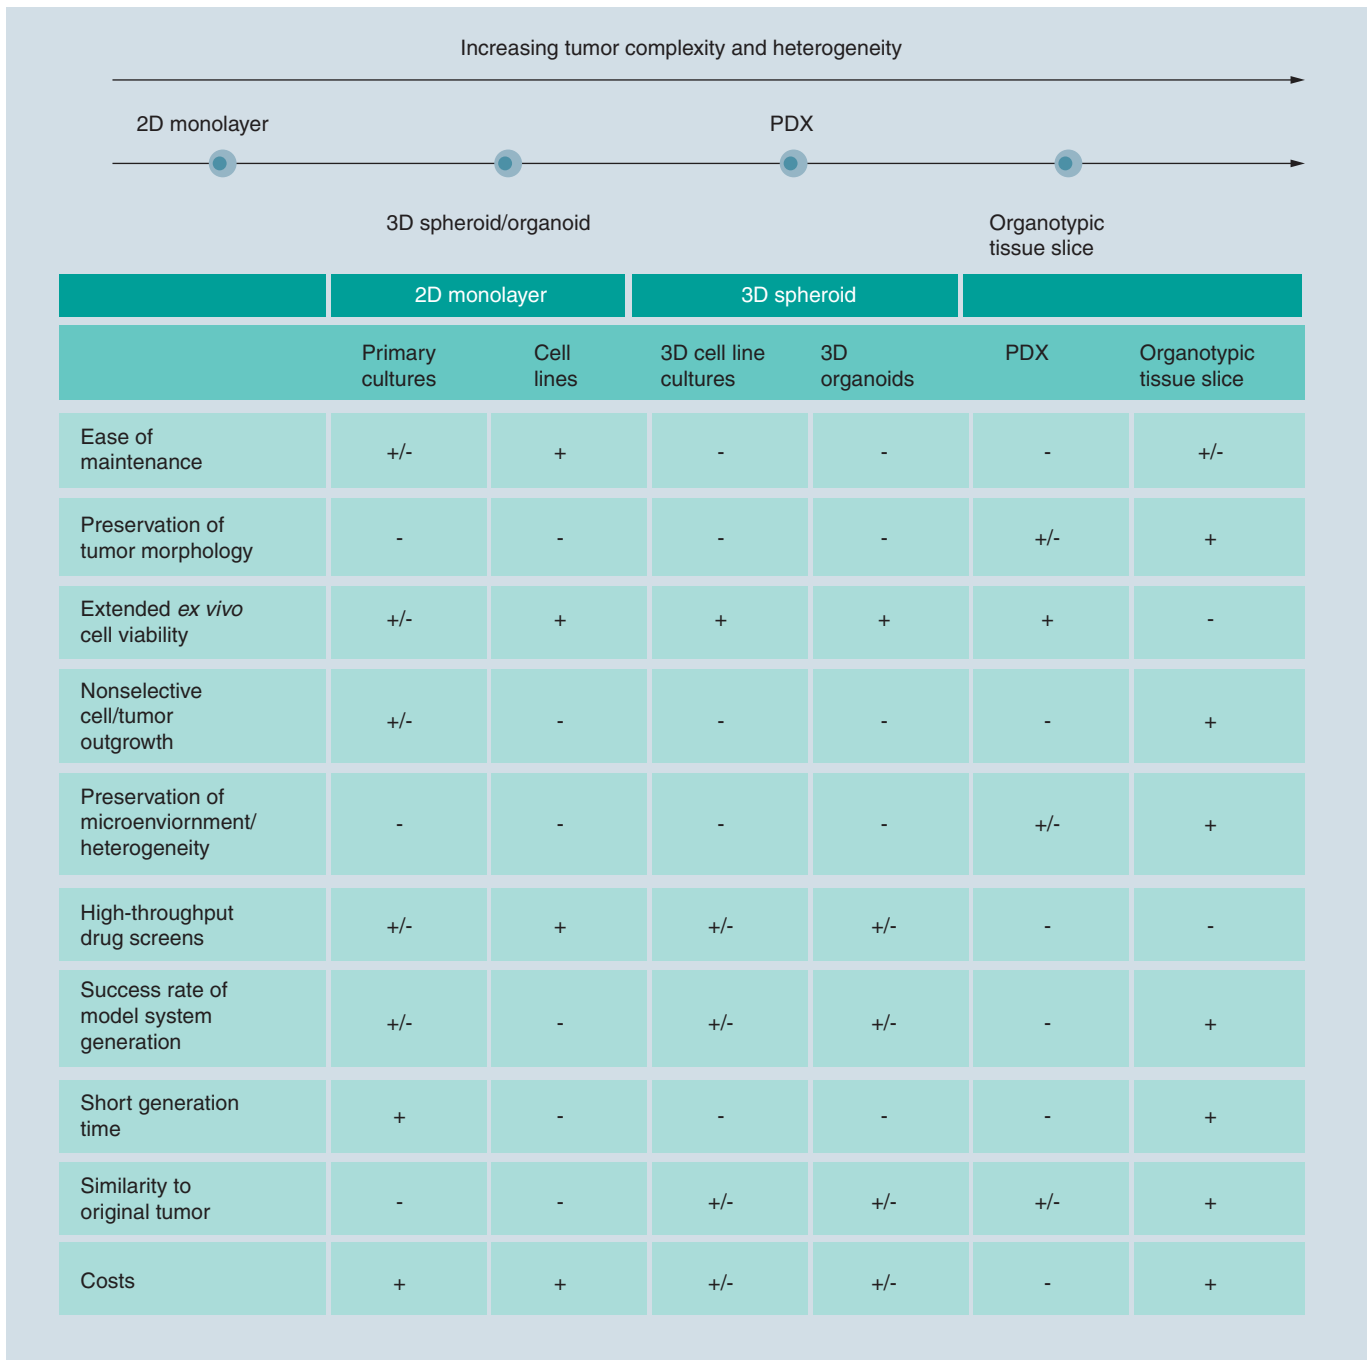 Increasing tumor complexity and heterogeneity
2D monolayer
PDX
3D spheroid/organoid
Organotypic
tissue slice
2D monolayer
3D spheroid
Primary
cultures
Cell
lines
3D cell line
cultures
3D
organoids
PDX
Organotypic
tissue slice
Ease of
maintenance
+/- + - - - +/-
Preservation of
tumor morphology
- - - - +/- +
Extended ex vivo
cell viability
+/- + + + + -
Nonselective
cell/tumor
outgrowth
+/- - - - - +
Preservation of
microenviornment/
heterogeneity
- - - - +/- +
High-throughput
drug screens
+/- + +/- +/- - -
Success rate of
model system
generation
+/- - +/- +/- - +
Short generation
time
+ - - - - +
Similarity to
original tumor
- - +/- +/- +/- +
Costs
+ + +/- +/- - +